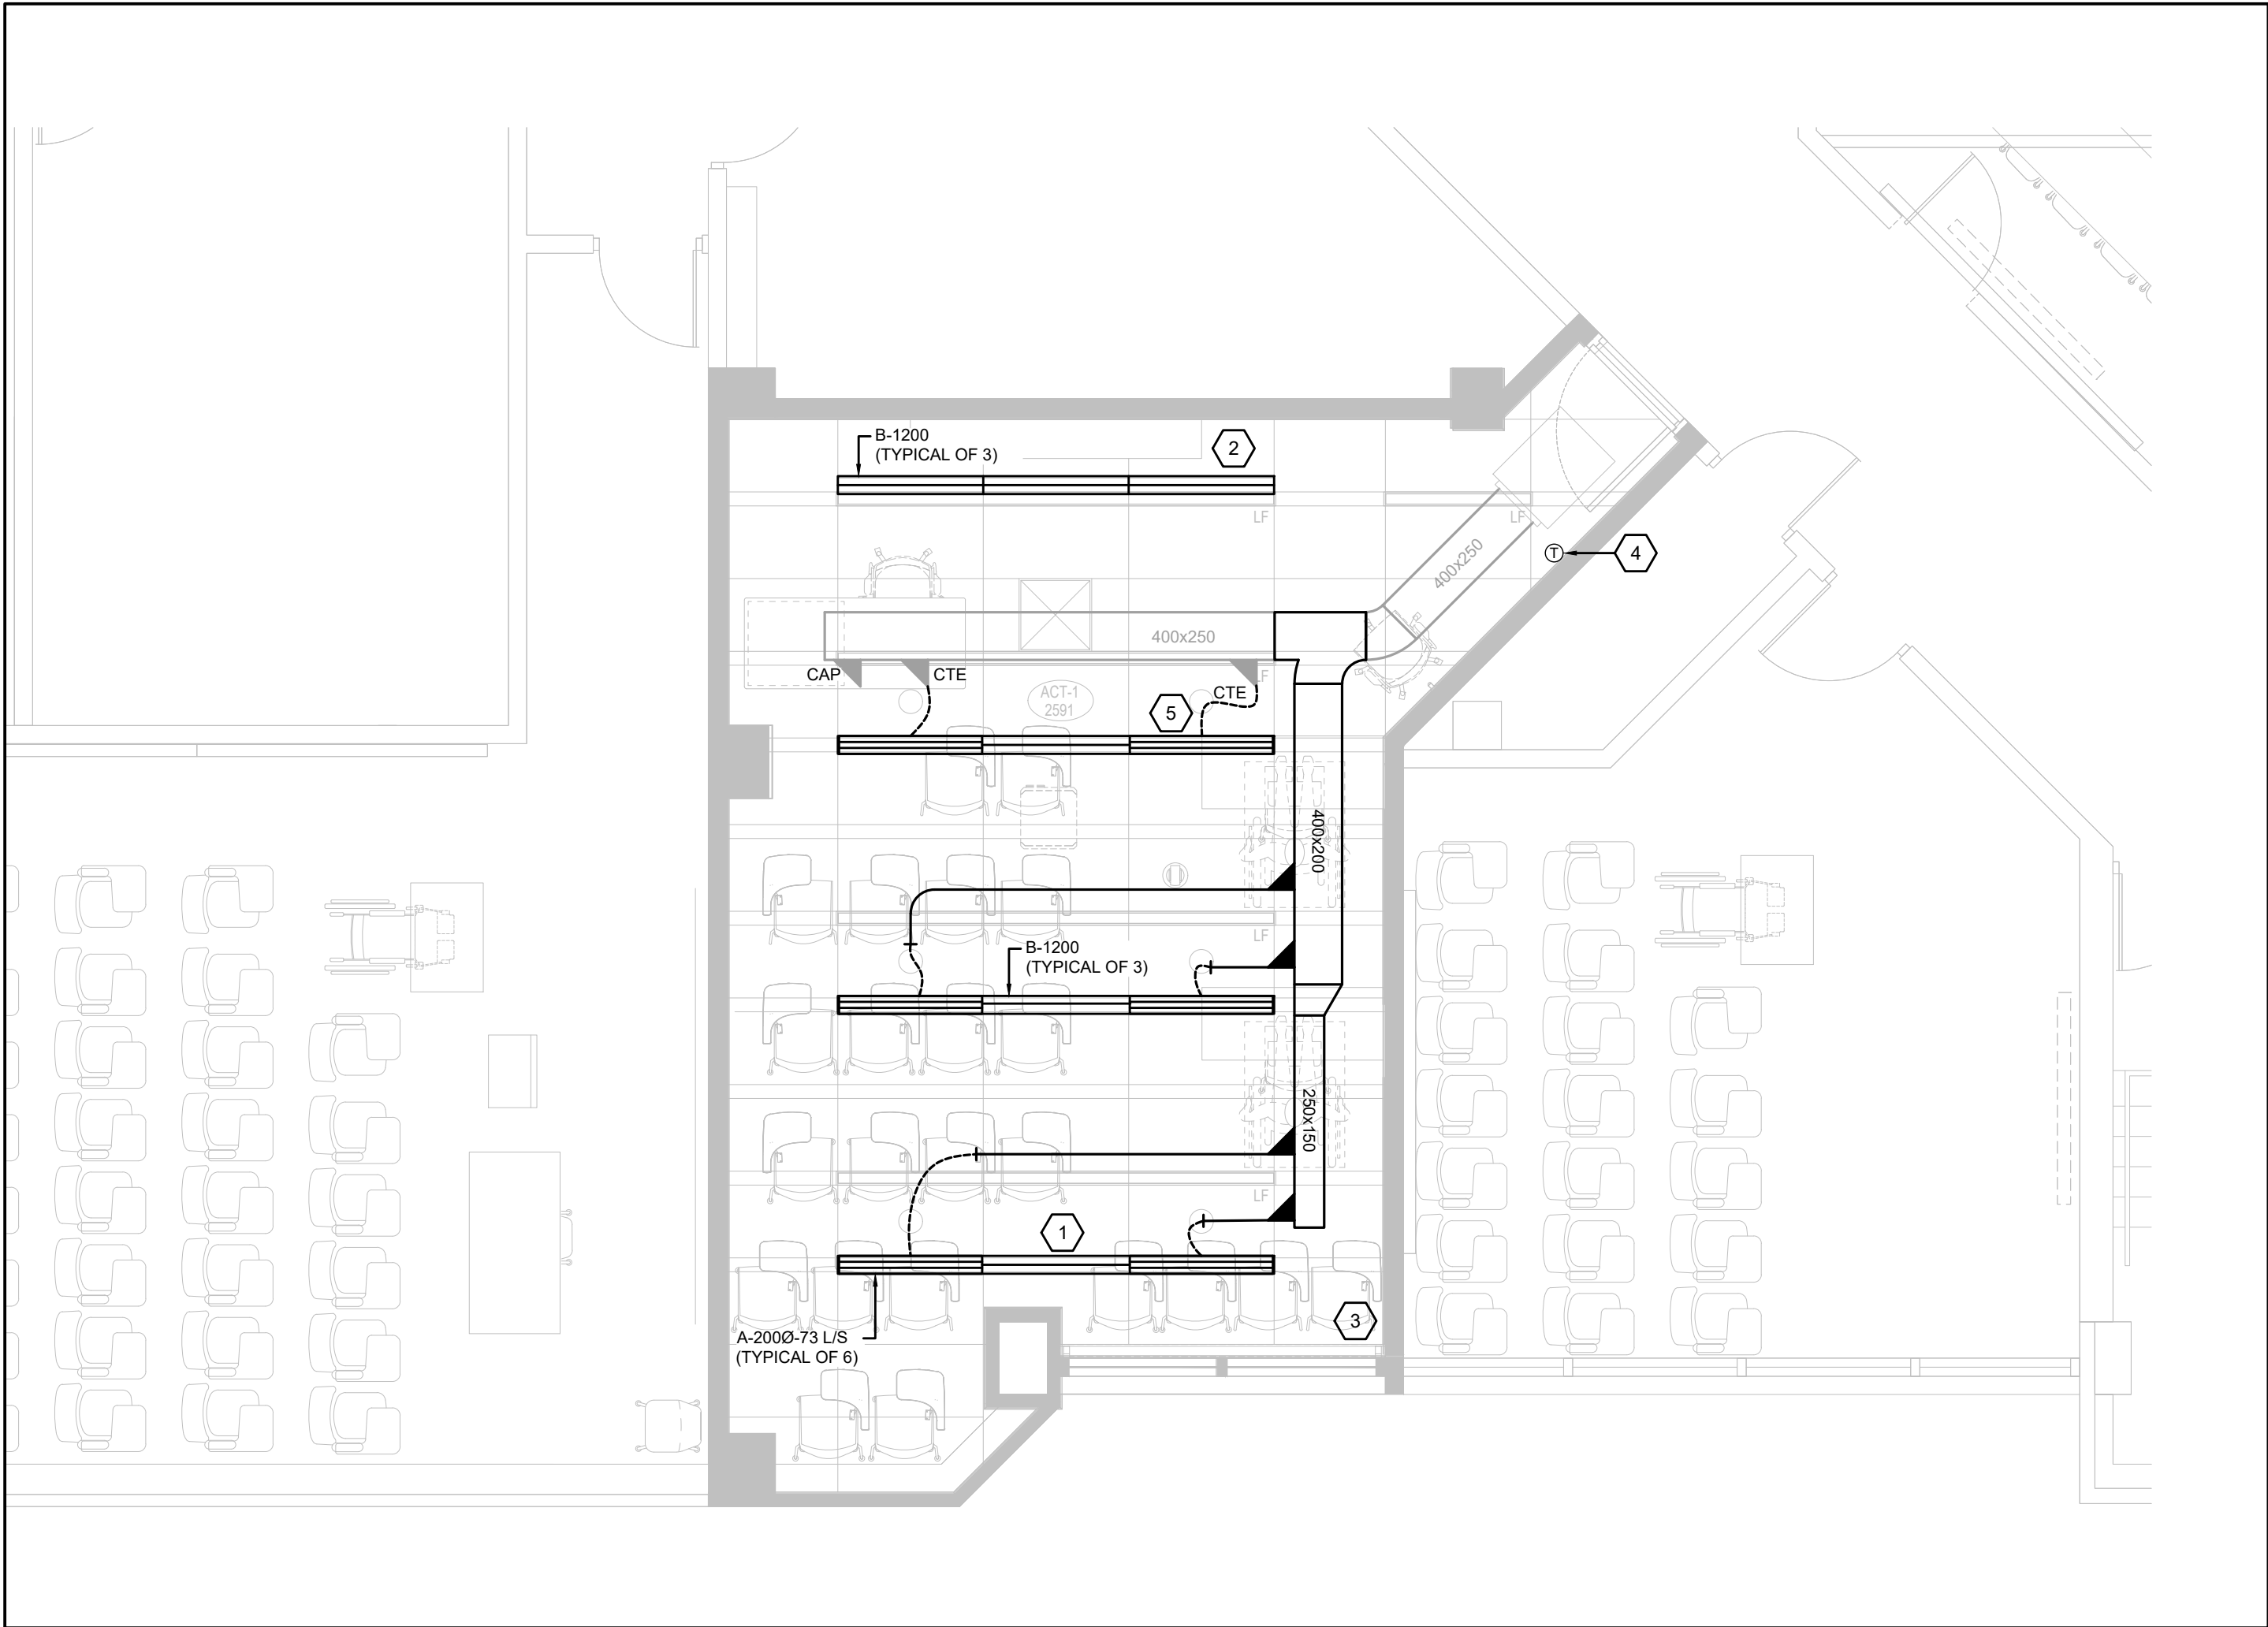 B-1200
(TYPICAL OF 3)
2
LF
LF
400x250
T
4
400x250
CAP
CTE
LF
ACT-1
2591
CTE
5
400x200
LF
B-1200
(TYPICAL OF 3)
250x150
LF
1
3
A-200Ø-73 L/S
(TYPICAL OF 6)